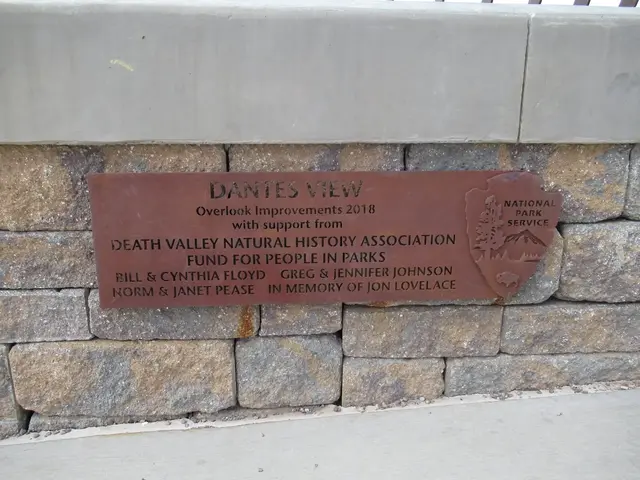 DANTES VIEW
Overlook Improvements 2018
with support from
DEATH VALLEY NATURAL HISTORY ASSOCIATION
FUND FOR PEOPLE IN PARKS
BILL & CYNTHIA FLOYD GREG & JENNIFER JOHNSON
NORM & JANET PEASE IN MEMORY OF JON LOVELACE
NATIONAL
PARK
SERVICE